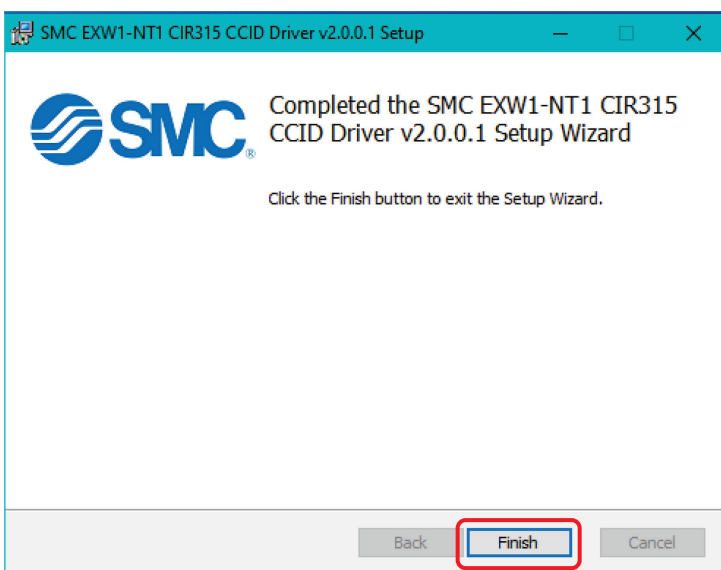 SMC EXW1-NT1 CIR315 CCID Driver v2.0.0.1 Setup
SMC®
Completed the SMC EXW1-NT1 CIR315
CCID Driver v2.0.0.1 Setup Wizard
Click the Finish button to exit the Setup Wizard.
Back Finish Cancel